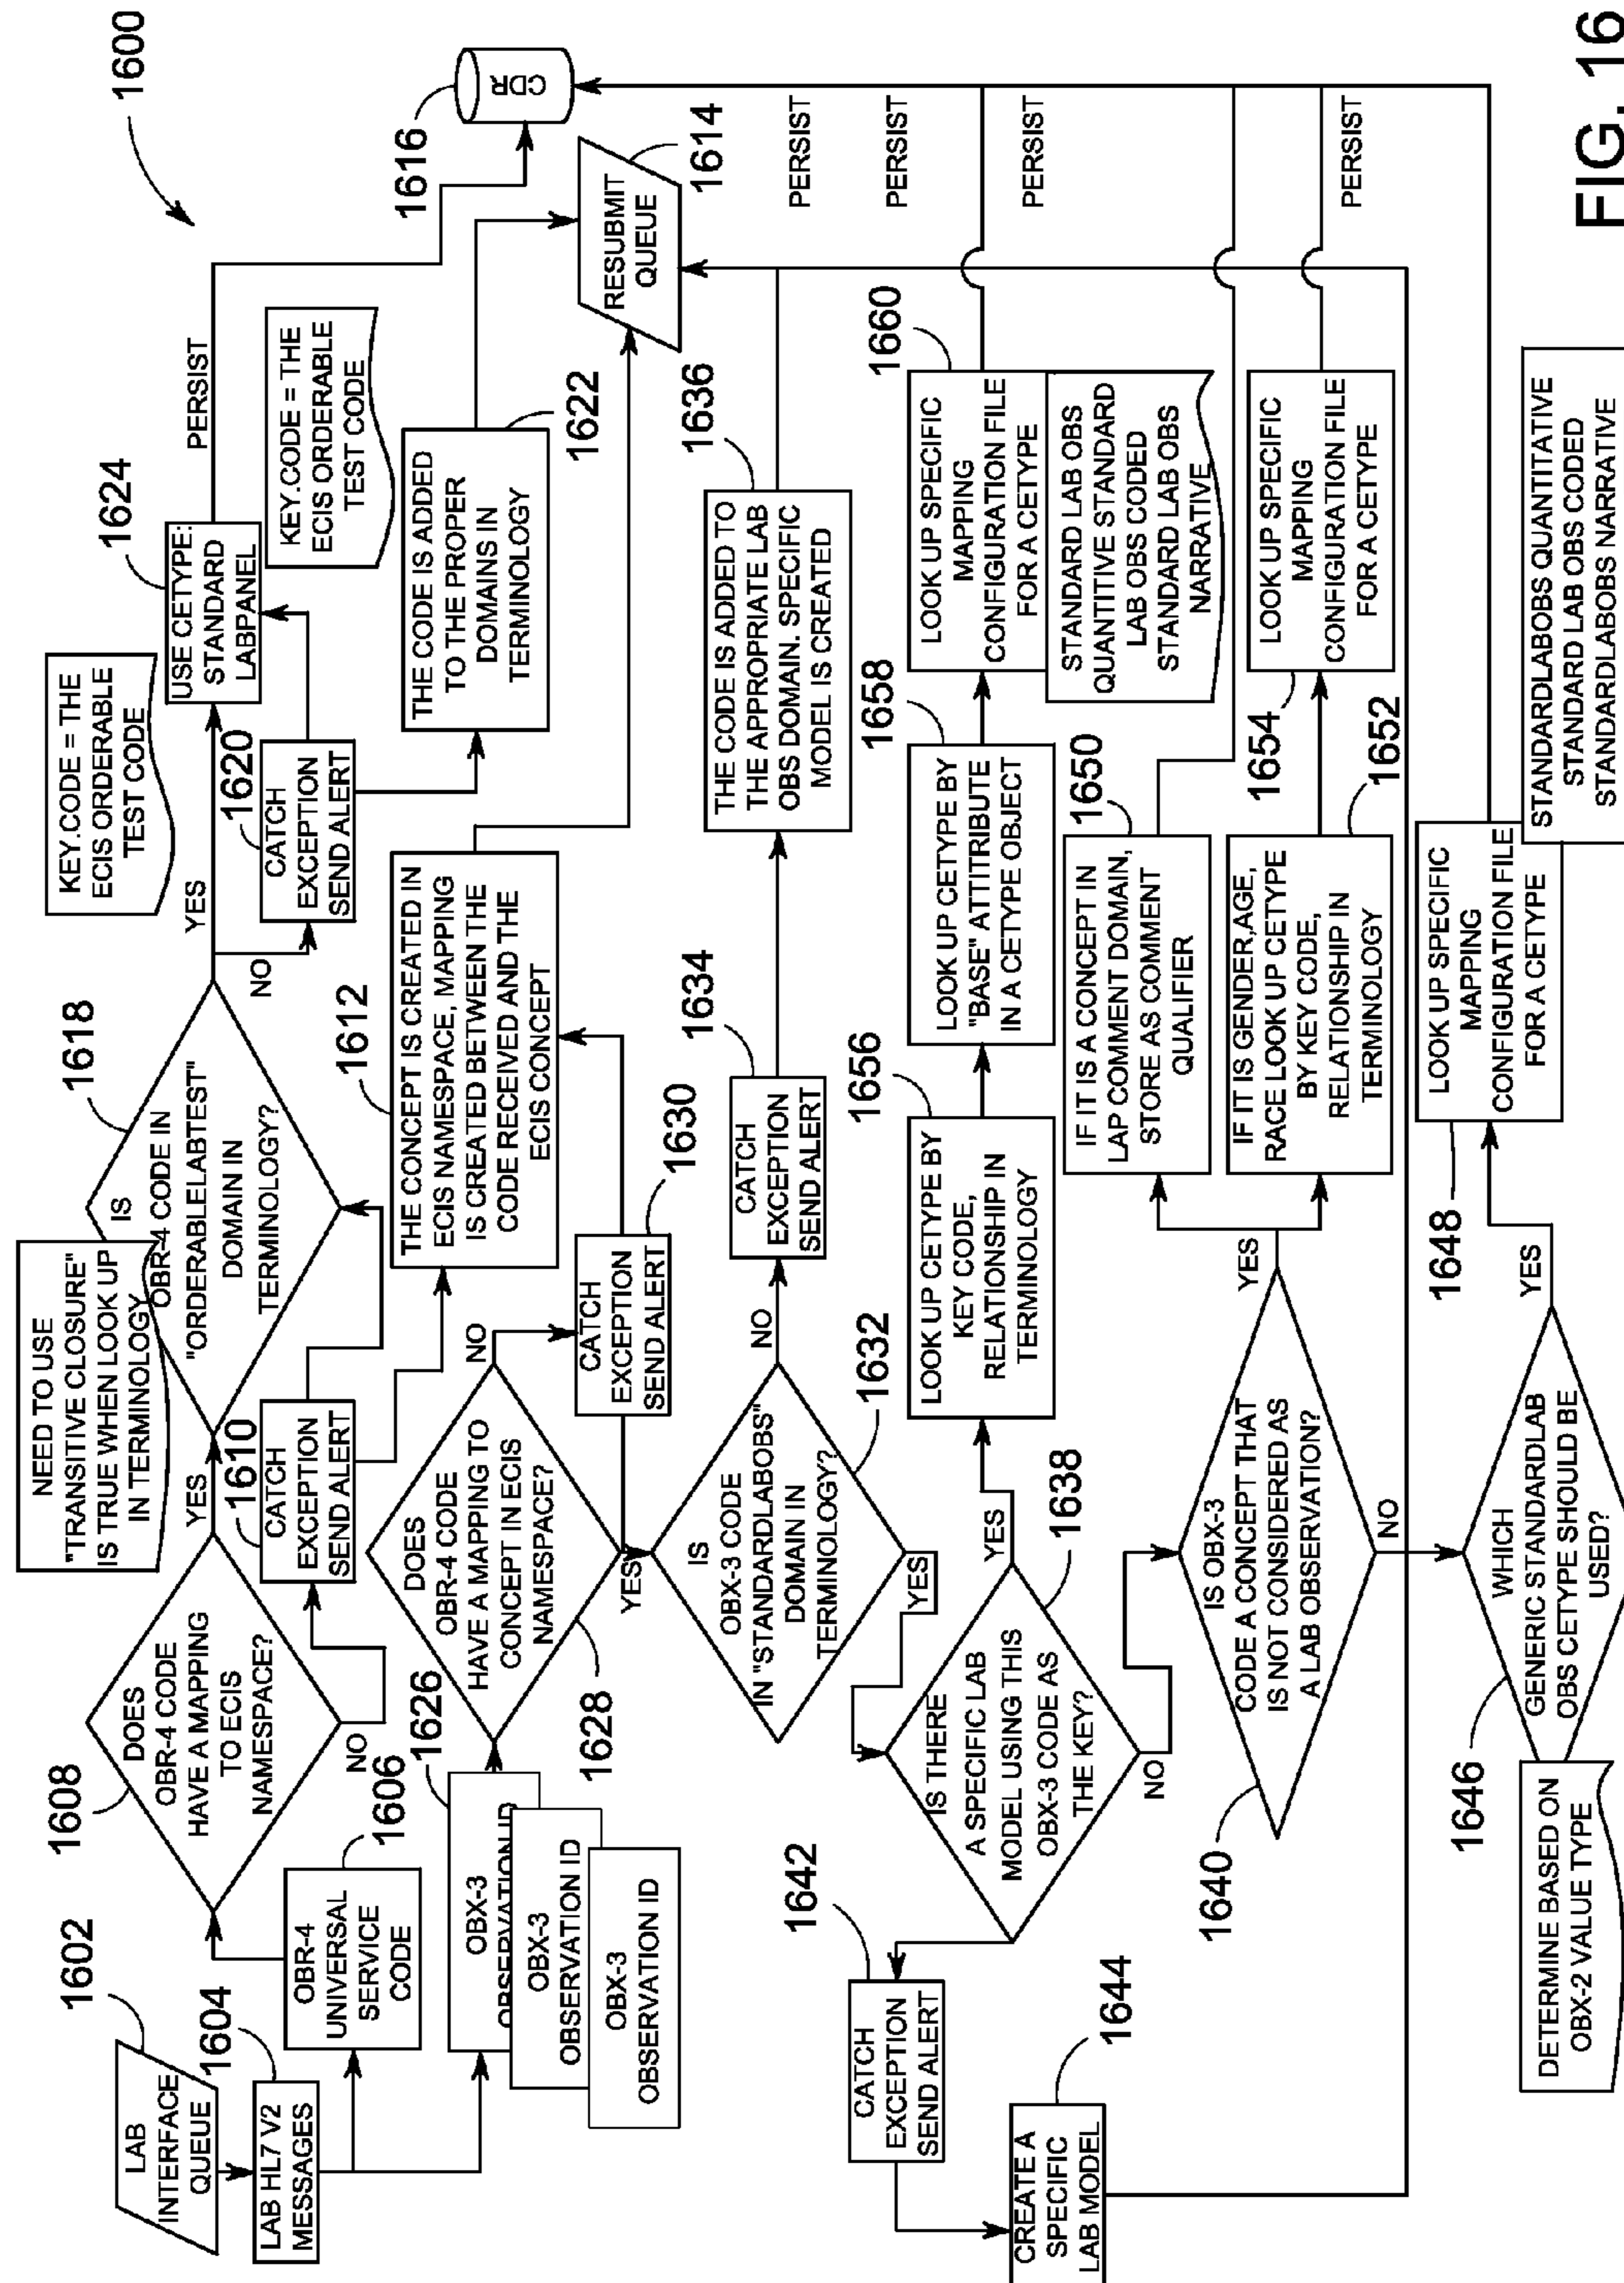 1600
LAB
INTERFACE
QUEUE
1602
LAB HL7 V2
MESSAGES
1604
OBR-4
UNIVERSAL
SERVICE
CODE
1606
DOES
OBR-4 CODE
HAVE A MAPPING
TO ECIS
NAMESPACE?
1608
YES
NO
NEED TO USE
"TRANSITIVE CLOSURE"
IS TRUE WHEN LOOK UP
IN TERMINOLOGY
1610
CATCH
EXCEPTION
SEND ALERT
IS
OBR-4 CODE IN
"ORDERABLELABTEST"
DOMAIN IN
TERMINOLOGY?
1618
YES
NO
KEY.CODE = THE
ECIS ORDERABLE
TEST CODE
1620
CATCH
EXCEPTION
SEND ALERT
USE CETYPE:
STANDARD
LABPANEL
1624
PERSIST
KEY.CODE = THE
ECIS ORDERABLE
TEST CODE
THE CODE IS ADDED
TO THE PROPER
DOMAINS IN
TERMINOLOGY
1622
1616
CDR
RESUBMIT
QUEUE
1614
THE CONCEPT IS CREATED IN
ECIS NAMESPACE, MAPPING
IS CREATED BETWEEN THE
CODE RECEIVED AND THE
ECIS CONCEPT
1612
1626
OBX-3
OBSERVATION ID
OBX-3
OBSERVATION ID
OBX-3
OBSERVATION ID
DOES
OBR-4 CODE
HAVE A MAPPING TO
CONCEPT IN ECIS
NAMESPACE?
1628
NO
YES
CATCH
EXCEPTION
SEND ALERT
1630
IS
OBX-3 CODE
IN "STANDARDLABOBS"
DOMAIN IN
TERMINOLOGY?
1632
NO
YES
CATCH
EXCEPTION
SEND ALERT
1634
THE CODE IS ADDED TO
THE APPROPRIATE LAB
OBS DOMAIN. SPECIFIC
MODEL IS CREATED
1636
IS THERE
A SPECIFIC LAB
MODEL USING THIS
OBX-3 CODE AS
THE KEY?
1638
YES
NO
1642
CATCH
EXCEPTION
SEND ALERT
CREATE A
SPECIFIC
LAB MODEL
1644
LOOK UP CETYPE BY
KEY CODE,
RELATIONSHIP IN
TERMINOLOGY
1656
LOOK UP CETYPE BY
"BASE" ATTITRIBUTE
IN A CETYPE OBJECT
1658
LOOK UP SPECIFIC
MAPPING
CONFIGURATION FILE
FOR A CETYPE
1660
STANDARD LAB OBS
QUANTITIVE STANDARD
LAB OBS CODED
STANDARD LAB OBS
NARRATIVE
PERSIST
PERSIST
PERSIST
PERSIST
IS OBX-3
CODE A CONCEPT THAT
IS NOT CONSIDERED AS
A LAB OBSERVATION?
1640
YES
NO
IF IT IS A CONCEPT IN
LAP COMMENT DOMAIN,
STORE AS COMMENT
QUALIFIER
1650
IF IT IS GENDER,AGE,
RACE LOOK UP CETYPE
BY KEY CODE,
RELATIONSHIP IN
TERMINOLOGY
1652
LOOK UP SPECIFIC
MAPPING
CONFIGURATION FILE
FOR A CETYPE
1654
DETERMINE BASED ON
OBX-2 VALUE TYPE
1646
WHICH
GENERIC STANDARDLAB
OBS CETYPE SHOULD BE
USED?
YES
1648
LOOK UP SPECIFIC
MAPPING
CONFIGURATION FILE
FOR A CETYPE
STANDARDLABOBS QUANTITATIVE
STANDARD LAB OBS CODED
STANDARDLABOBS NARRATIVE
FIG. 16